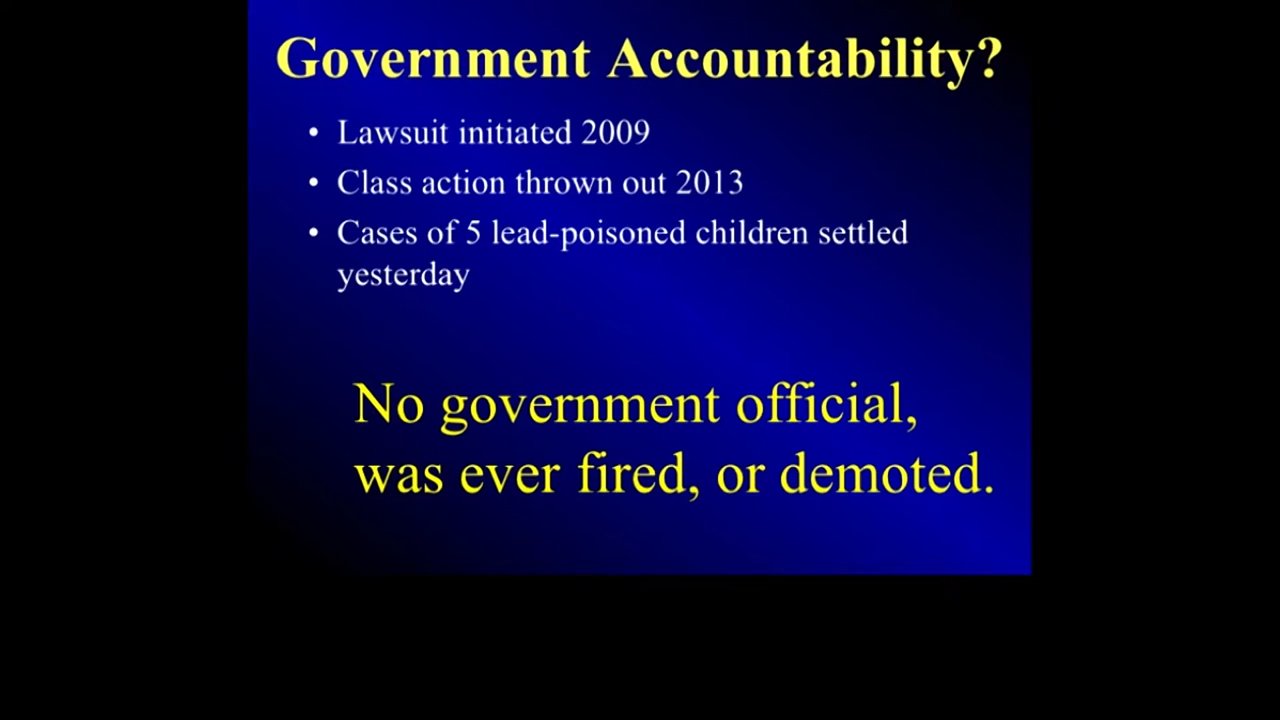 Government Accountability?
• Lawsuit initiated 2009
• Class action thrown out 2013
• Cases of 5 lead-poisoned children settled
yesterday
No government official,
was ever fired, or demoted.